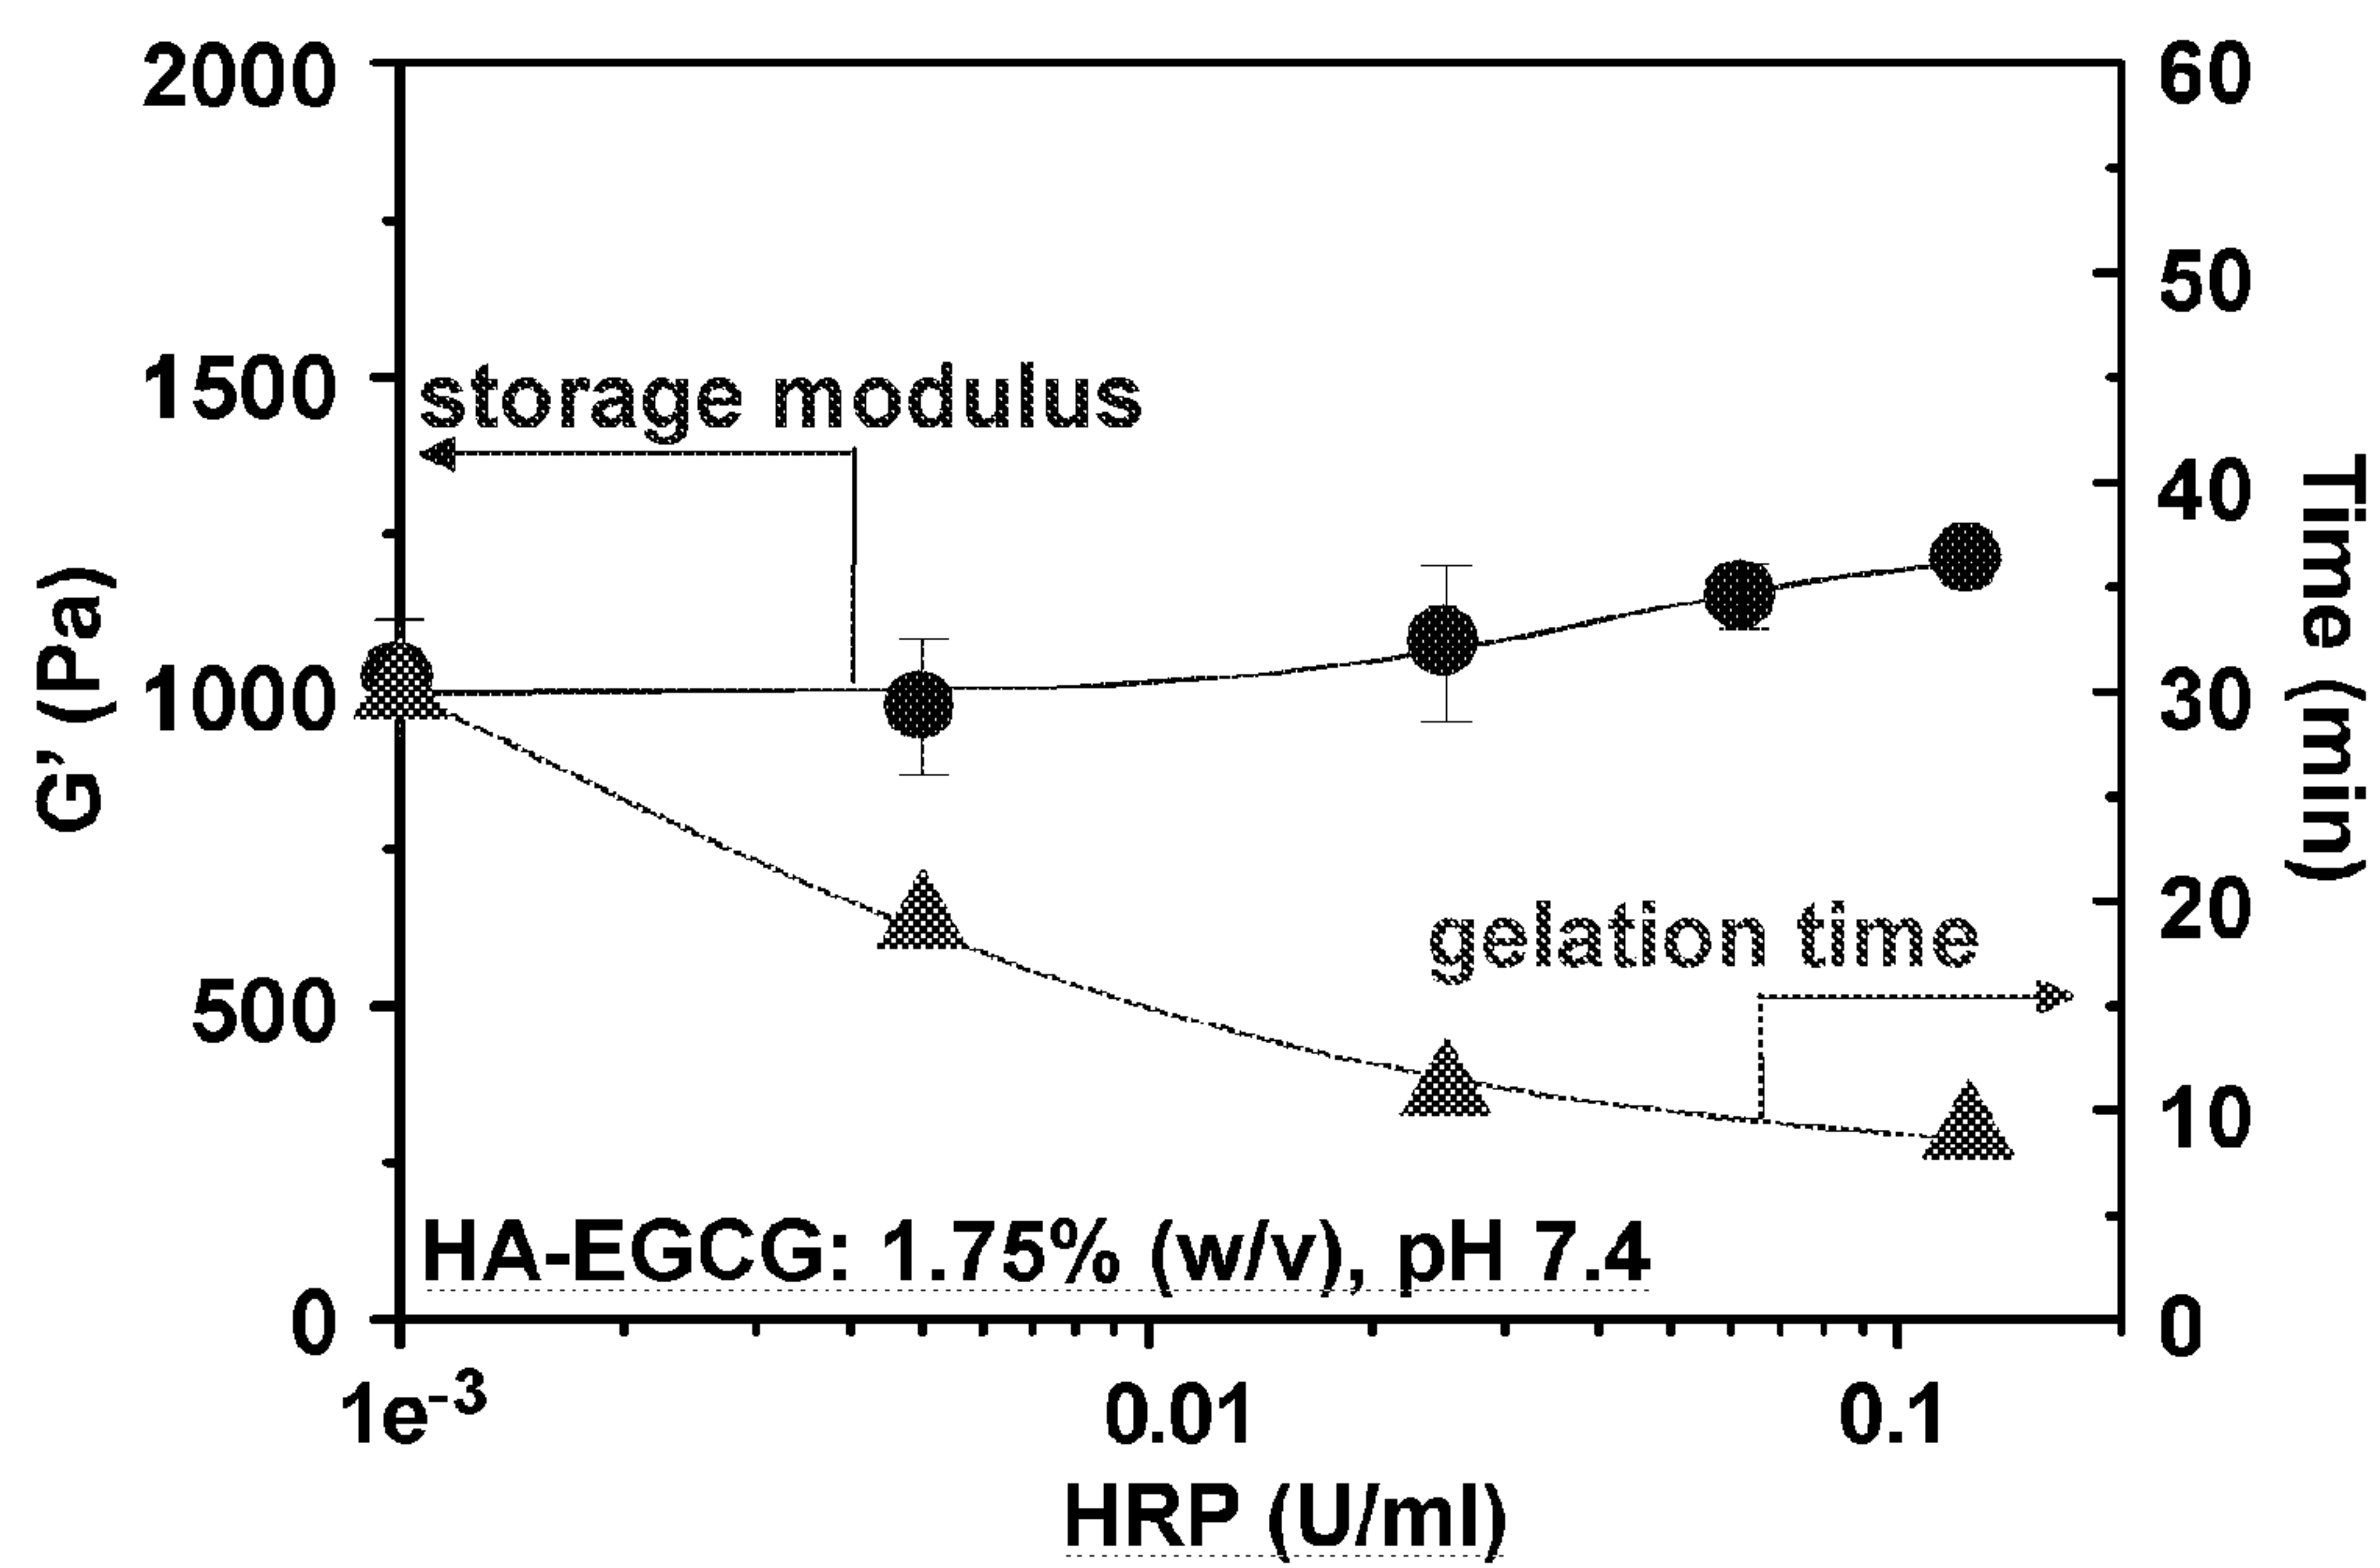 2000
1500
1000
500
0
G' (Pa)
storage modulus
gelation time
HA-EGCG: 1.75% (w/v), pH 7.4
60
50
40
30
20
10
0
Time (min)
1e-3
0.01
0.1
HRP (U/ml)